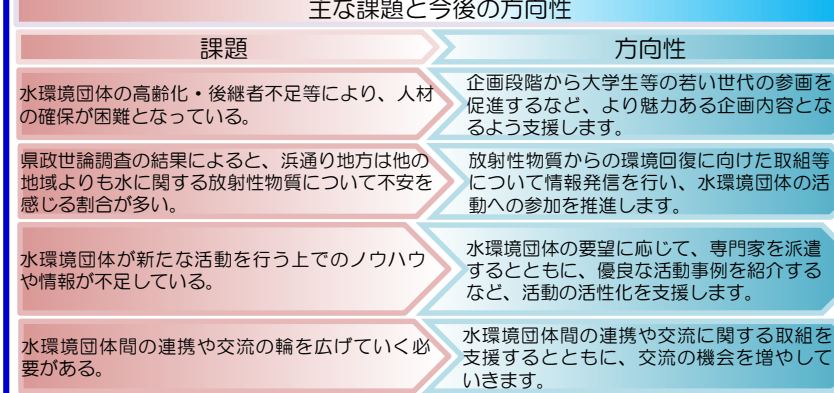 主な課題と今後の方向性
課題
方向性
水環境団体の高齢化・後継者不足等により、人材
の確保が困難となっている。
企画段階から大学生等の若い世代の参画を
促進するなど、より魅力ある企画内容とな
るよう支援します。
県政世論調査の結果によると、浜通り地方は他の
地域よりも水に関する放射性物質について不安を
感じる割合が多い。
放射性物質からの環境回復に向けた取組等
について情報発信を行い、水環境団体の活
動への参加を推進します。
水環境団体が新たな活動を行う上でのノウハウ
や情報が不足している。
水環境団体の要望に応じて、専門家を派遣
するとともに、優良な活動事例を紹介する
など、活動の活性化を支援します。
水環境団体間の連携や交流の輪を広げていく必
要がある。
水環境団体間の連携や交流に関する取組を
支援するとともに、交流の機会を増やして
いきます。